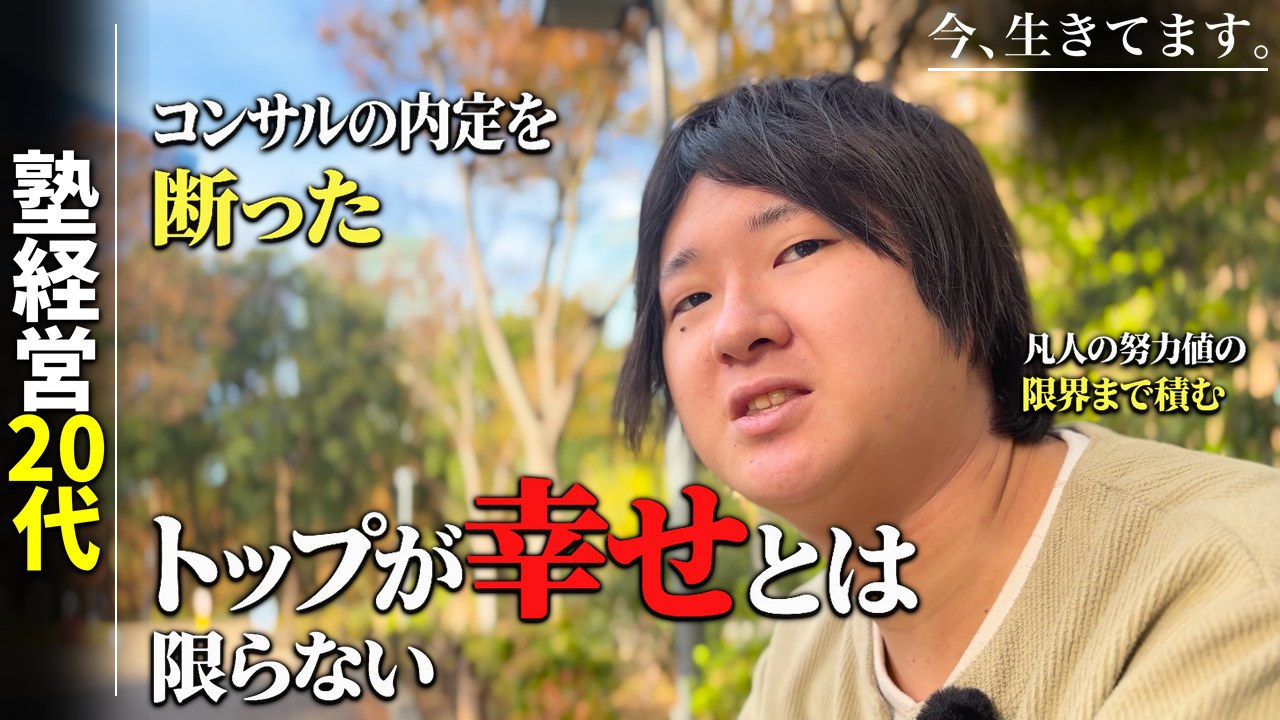 今、生きてます。
塾経営20代
コンサルの内定を
断った
凡人の努力値の
限界まで積む
トップが幸せとは
限らない